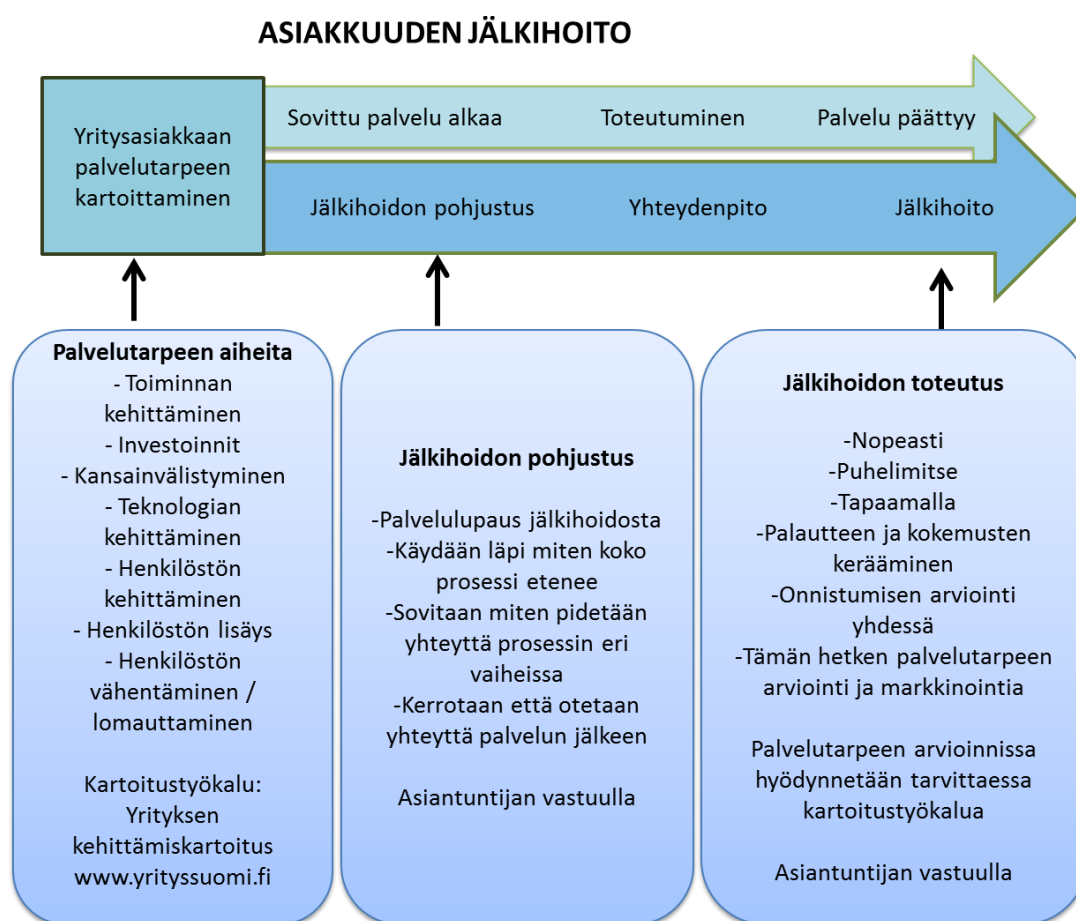 ASIAKKUUDEN JÄLKIHOITO
Yritysasiakkaan
palvelutarpeen
kartoittaminen
Sovittu palvelu alkaa
Toteutuminen
Palvelu päättyy
Jälkihoidon pohjustus
Yhteydenpito
Jälkihoito
Palvelutarpeen aiheita
- Toiminnan
kehittäminen
- Investoinnit
- Kansainvälistyminen
- Teknologian
kehittäminen
- Henkilöstön
kehittäminen
- Henkilöstön lisäys
- Henkilöstön
vähentäminen /
lomauttaminen
Kartoitustyökalu:
Yrityksen
kehittämiskartoitus
www.yrityssuomi.fi
Jälkihoidon pohjustus
-Palvelulupaus jälkihoidosta
-Käydään läpi miten koko
prosessi etenee
-Sovitaan miten pidetään
yhteyttä prosessin eri
vaiheissa
-Kerrotaan että otetaan
yhteyttä palvelun jälkeen
Asiantuntijan vastuulla
Jälkihoidon toteutus
-Nopeasti
-Puhelimitse
-Tapaamalla
-Palautteen ja kokemusten
kerääminen
-Onnistumisen arviointi
yhdessä
-Tämän hetken palvelutarpeen
arviointi ja markkinointia
Palvelutarpeen arvioinnissa
hyödynnetään tarvittaessa
kartoitustyökalua
Asiantuntijan vastuulla